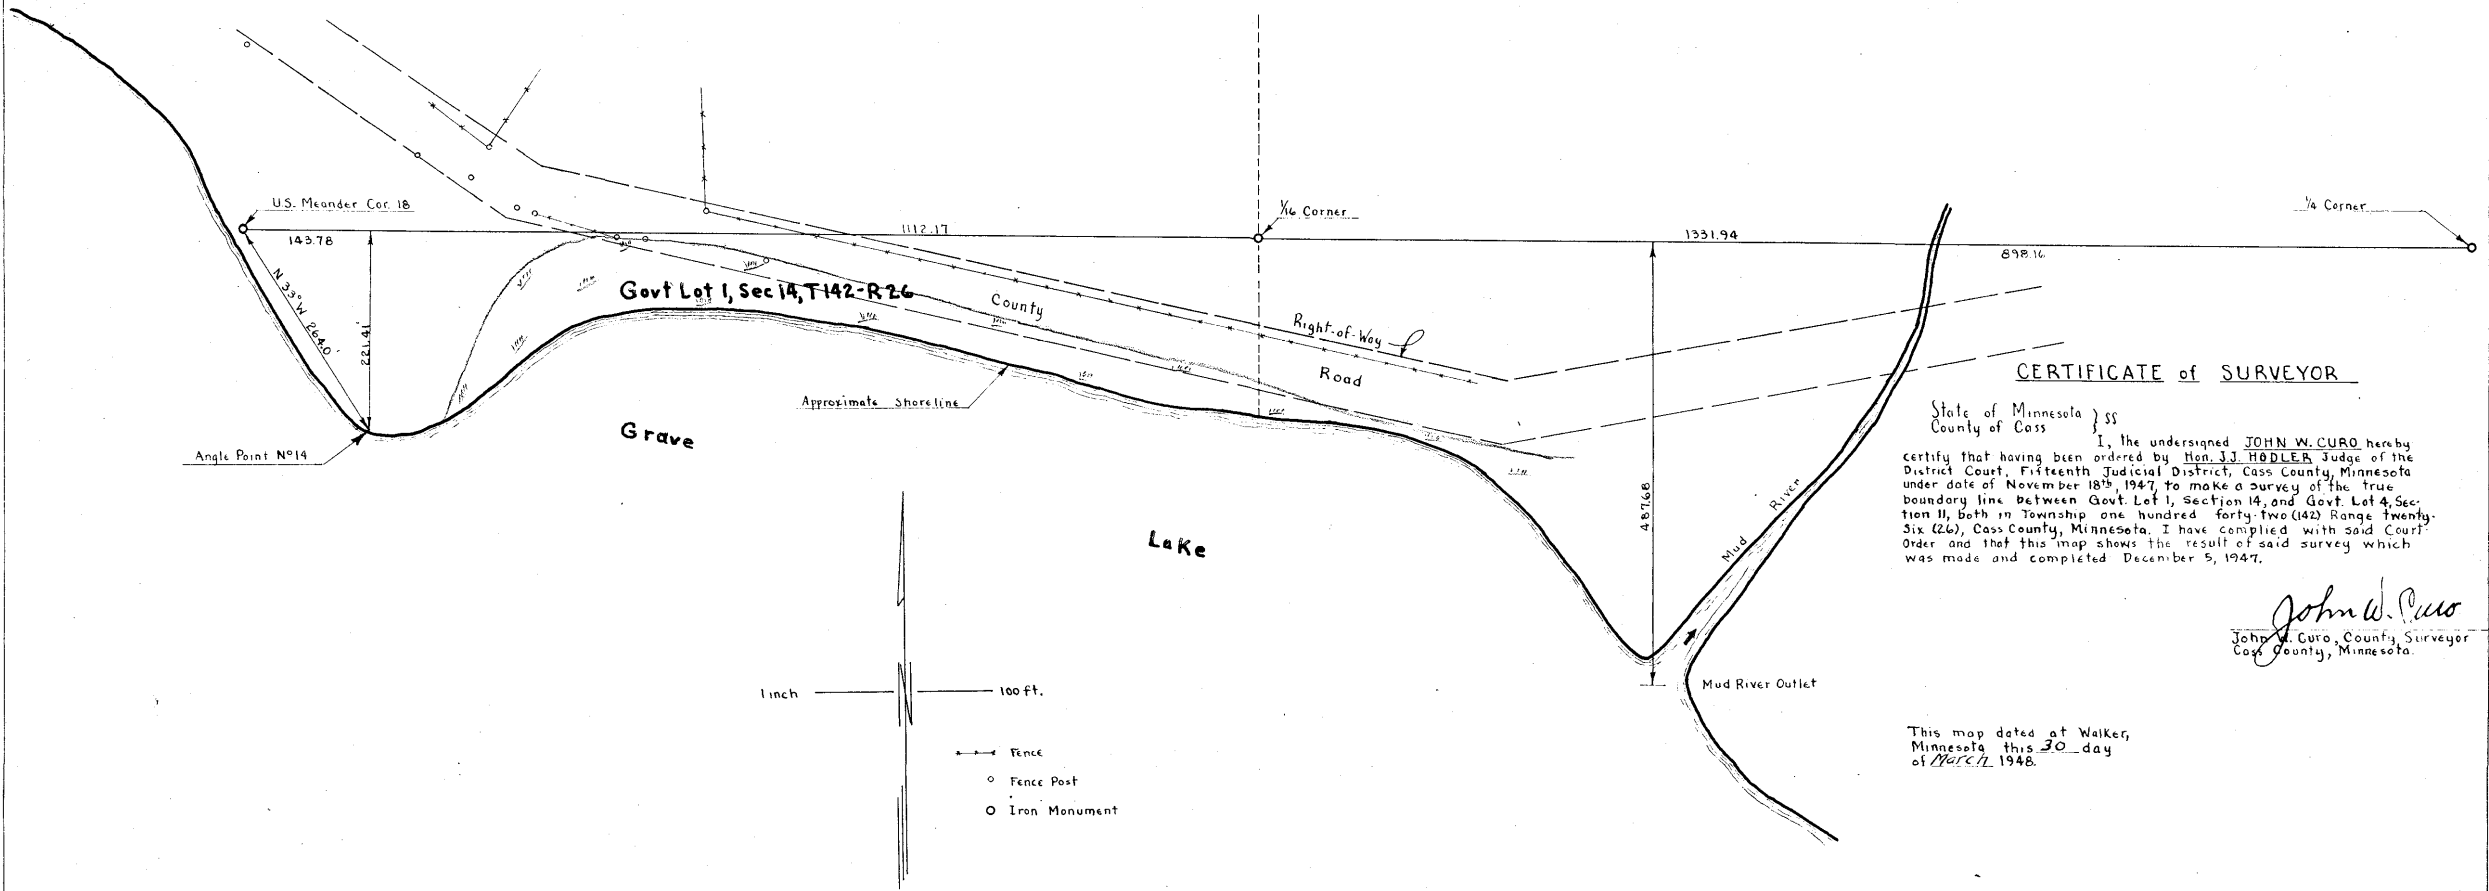 U.S. Meander Cor. 18
1/16 Corner
1/4 Corner
143.78
1112.17
1331.94
898.16
N 33° W 264.0'
221.41'
Govt Lot 1, Sec 14, T142-R26
County
Right-of-Way
Road
Approximate Shoreline
Angle Point Nº14
Grave
Lake
487.68
Mud River
Mud River Outlet
1 inch
100 ft.
Fence
Fence Post
Iron Monument
CERTIFICATE of SURVEYOR
State of Minnesota } SS
County of Cass
I, the undersigned JOHN W. CURO hereby
certify that having been ordered by Hon. J.J. HODLER Judge of the
District Court, Fifteenth Judicial District, Cass County, Minnesota
under date of November 18th, 1947, to make a survey of the true
boundary line between Govt. Lot 1, Section 14, and Govt. Lot 4, Sec-
tion 11, both in Township one hundred forty-two (142) Range twenty-
Six (26), Cass County, Minnesota. I have complied with said Court
Order and that this map shows the result of said survey which
was made and completed December 5, 1947.
John W. Curo
John W. Curo, County Surveyor
Cass County, Minnesota.
This map dated at Walker,
Minnesota this 30 day
of March 1948.